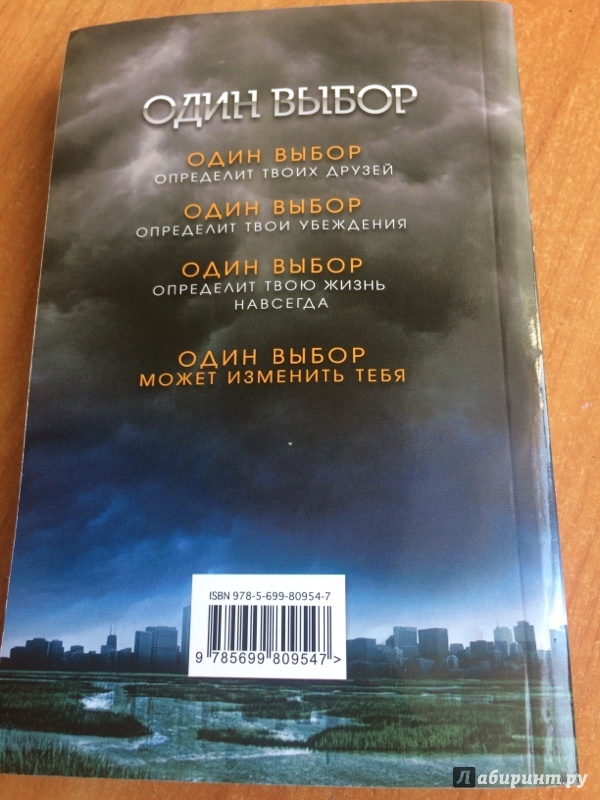 ОДИН ВЫБОР
ОДИН ВЫБОР
ОПРЕДЕЛИТ ТВОИХ ДРУЗЕЙ
ОДИН ВЫБОР
ОПРЕДЕЛИТ ТВОИ УБЕЖДЕНИЯ
ОДИН ВЫБОР
ОПРЕДЕЛИТ ТВОЮ ЖИЗНЬ
НАВСЕГДА
ОДИН ВЫБОР
МОЖЕТ ИЗМЕНИТЬ ТЕБЯ
ISBN 978-5-699-80954-7
9 785699 809547>
Лабиринт.ру